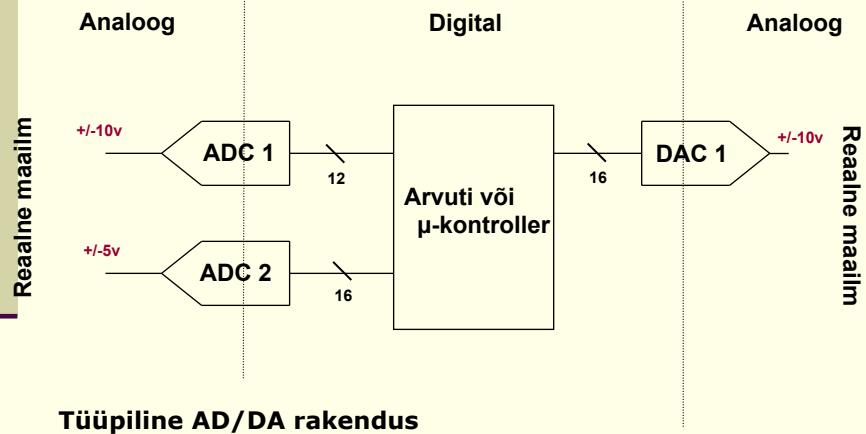 Analoog
Digital
Analoog
Reaalne maailm
+/-10v
ADC 1
12
+/-5v
ADC 2
16
Arvuti või
µ-kontroller
16
DAC 1
+/-10v
Reaalne maailm
Tüüpiline AD/DA rakendus